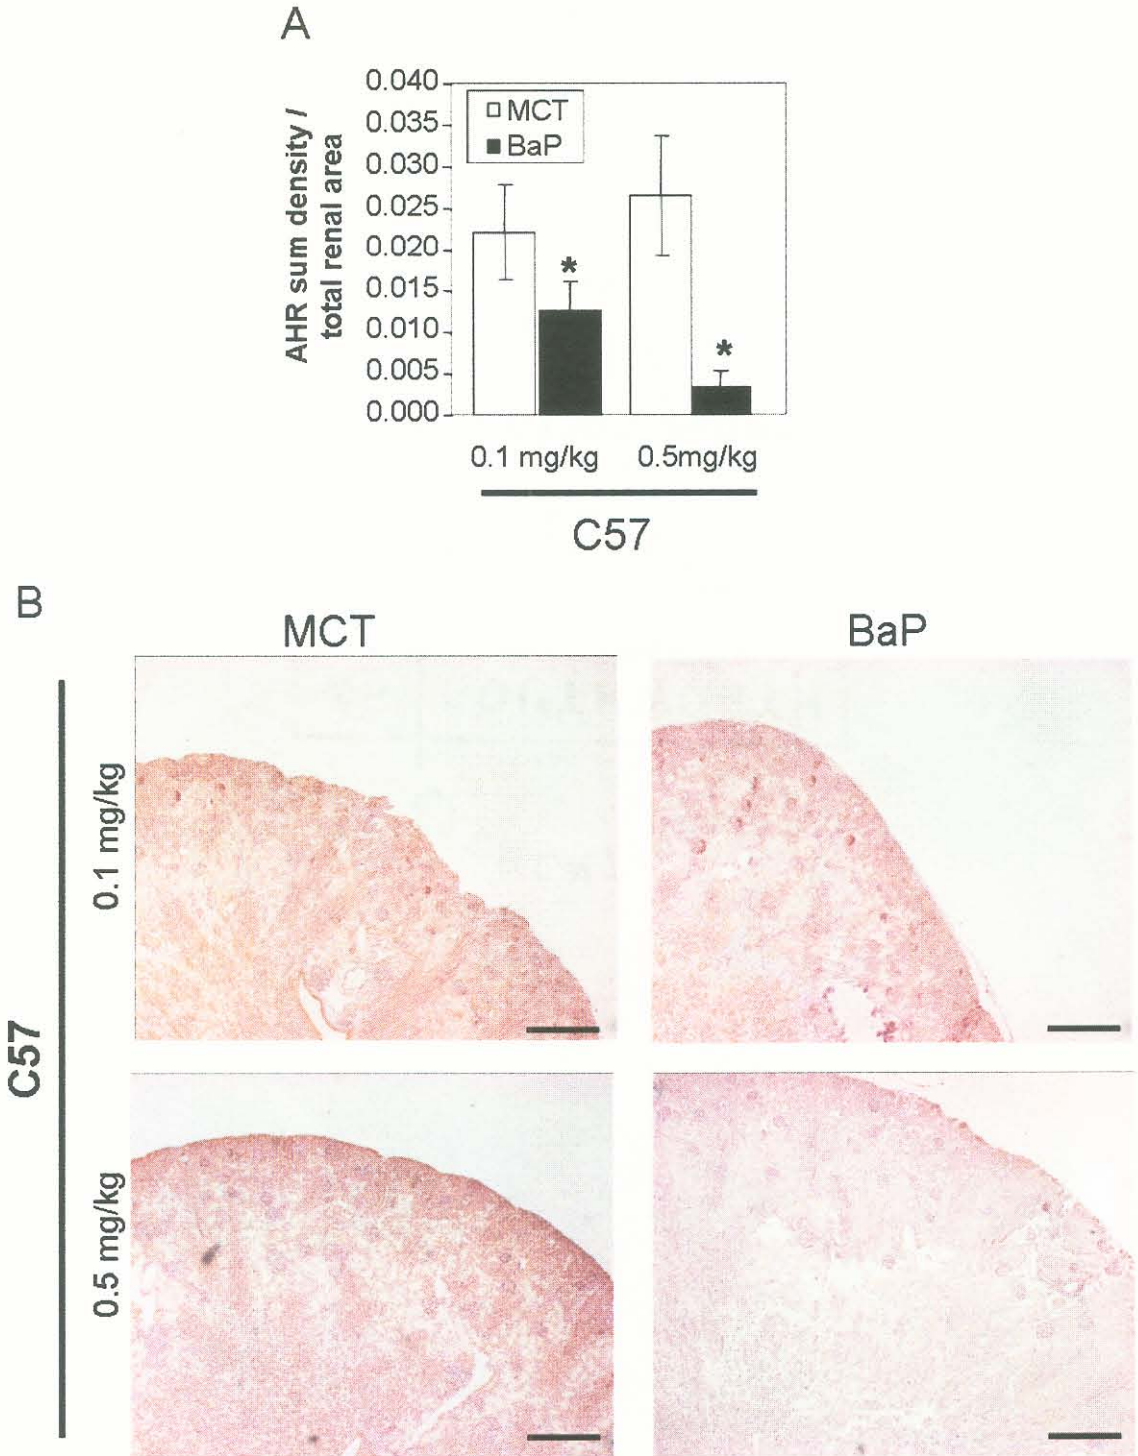 A
0.040
0.035
0.030
0.025
0.020
0.015
0.010
0.005
0.000
AHR sum density /
total renal area
MCT
BaP
*
*
0.1 mg/kg 0.5mg/kg
C57
B
MCT BaP
C57
0.1 mg/kg
0.5 mg/kg